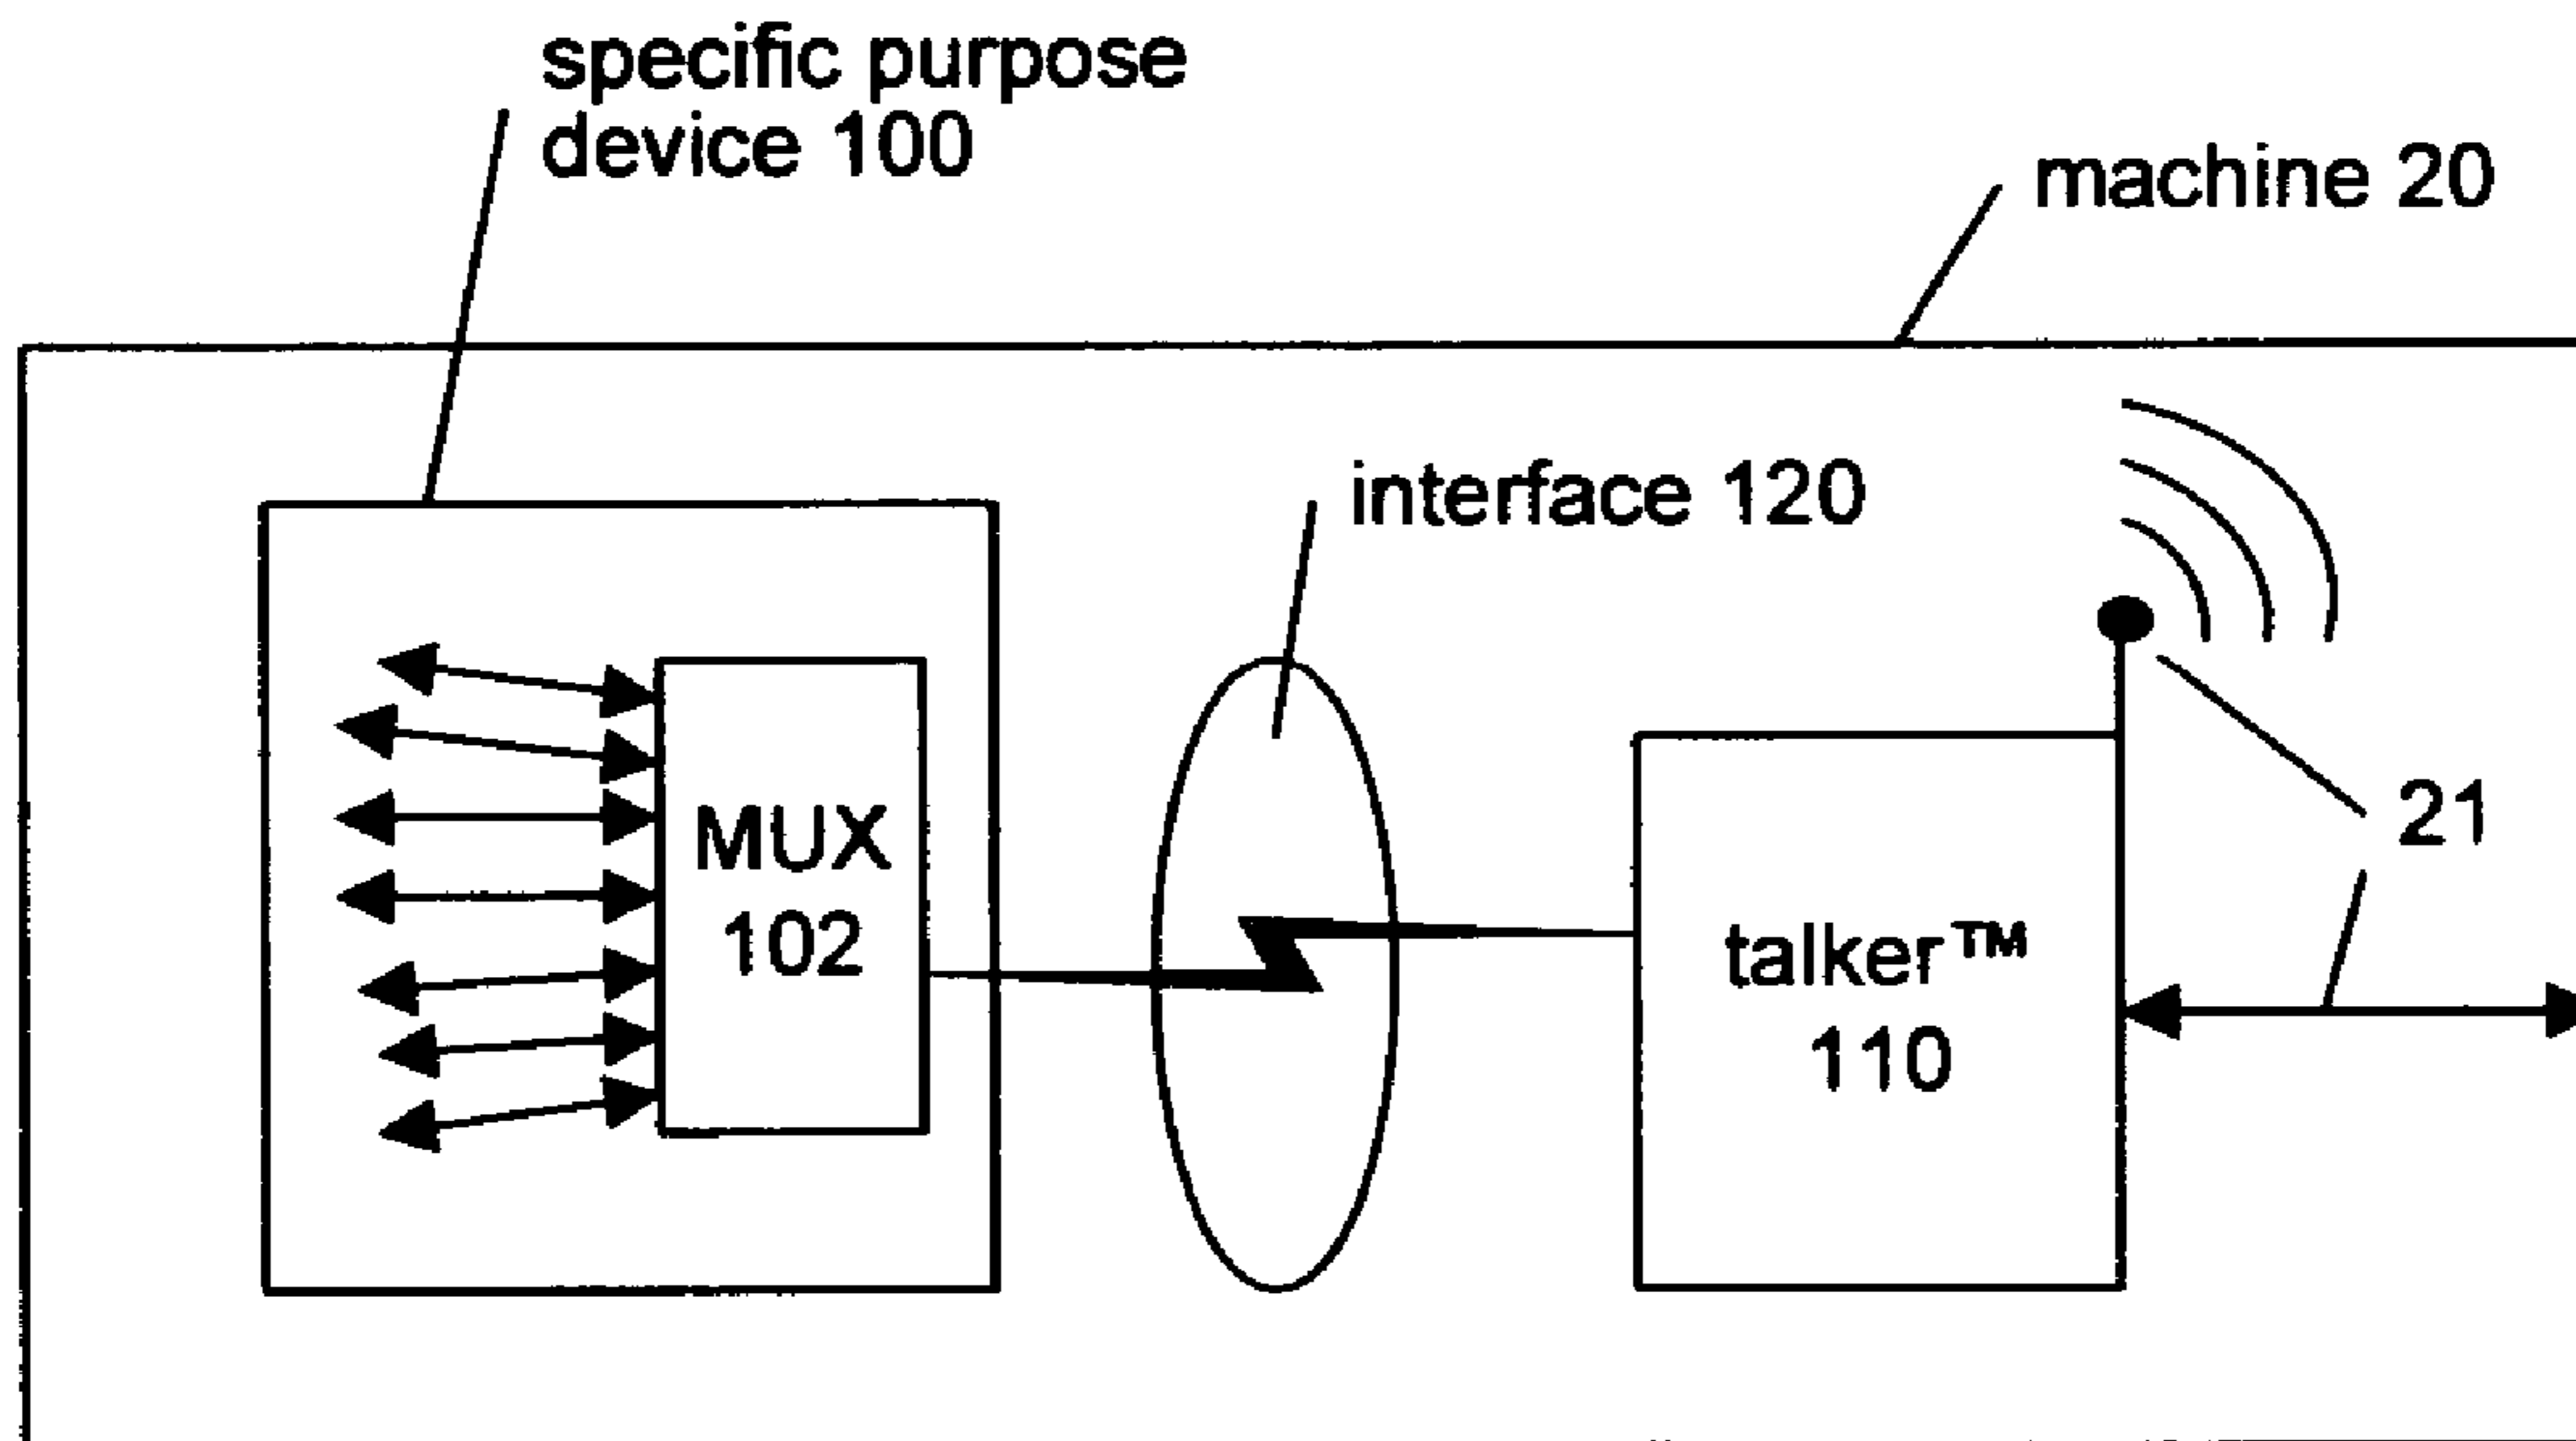 specific purpose
device 100
machine 20
interface 120
21
MUX
102
talker™
110